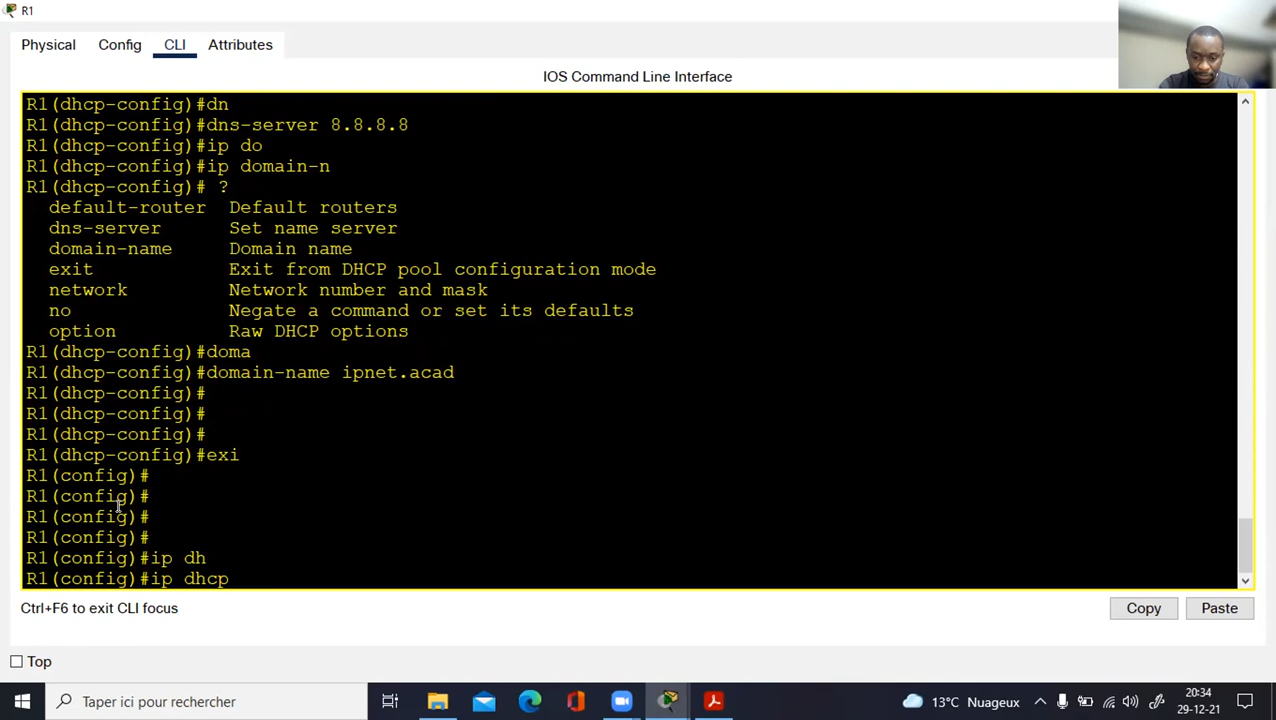 R1
Physical Config CLI Attributes
IOS Command Line Interface
R1(dhcp-config)#dn
R1(dhcp-config)#dns-server 8.8.8.8
R1(dhcp-config)#ip do
R1(dhcp-config)#ip domain-n
R1(dhcp-config)# ?
default-router Default routers
dns-server Set name server
domain-name Domain name
exit Exit from DHCP pool configuration mode
network Network number and mask
no Negate a command or set its defaults
option Raw DHCP options
R1(dhcp-config)#doma
R1(dhcp-config)#domain-name ipnet.acad
R1(dhcp-config)#
R1(dhcp-config)#
R1(dhcp-config)#
R1(dhcp-config)#exi
R1(config)#
R1(config)#
R1(config)#
R1(config)#
R1(config)#ip dh
R1(config)#ip dhcp
Ctrl+F6 to exit CLI focus
Copy Paste
Top
Taper ici pour rechercher
13°C Nuageux
20:34
29-12-21